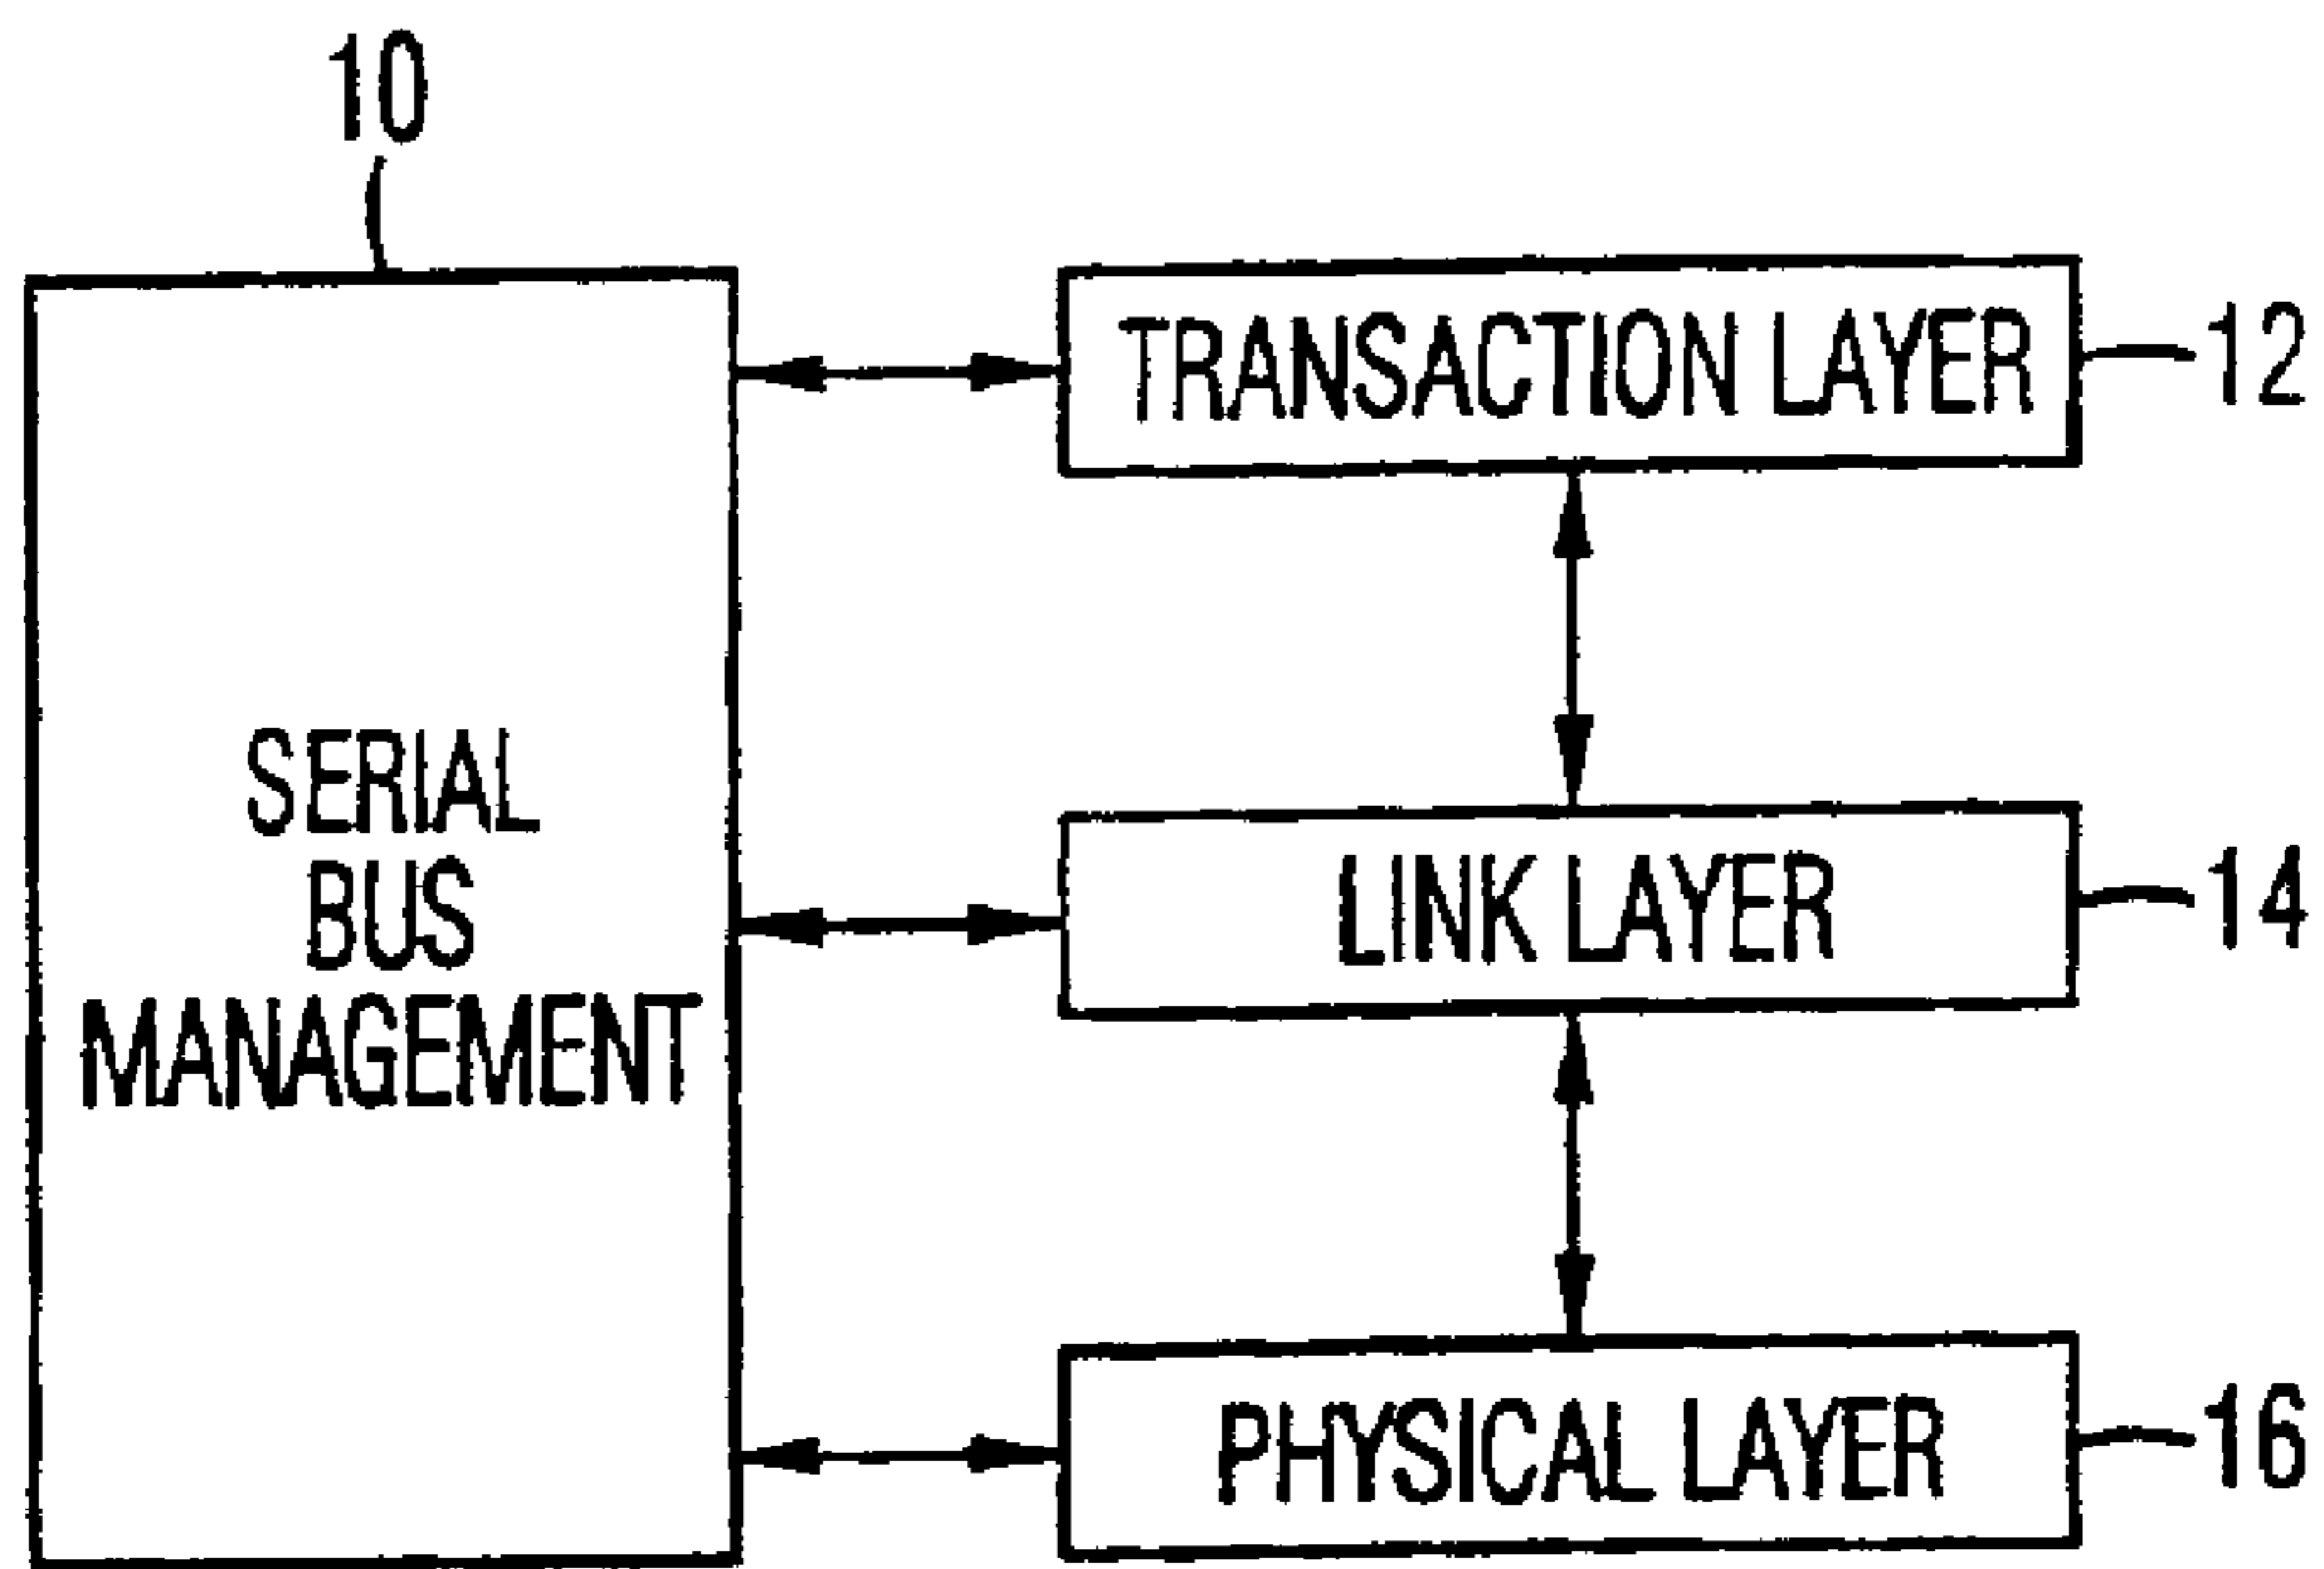 10
SERIAL
BUS
MANAGEMENT
TRANSACTION LAYER
12
LINK LAYER
14
PHYSICAL LAYER
16